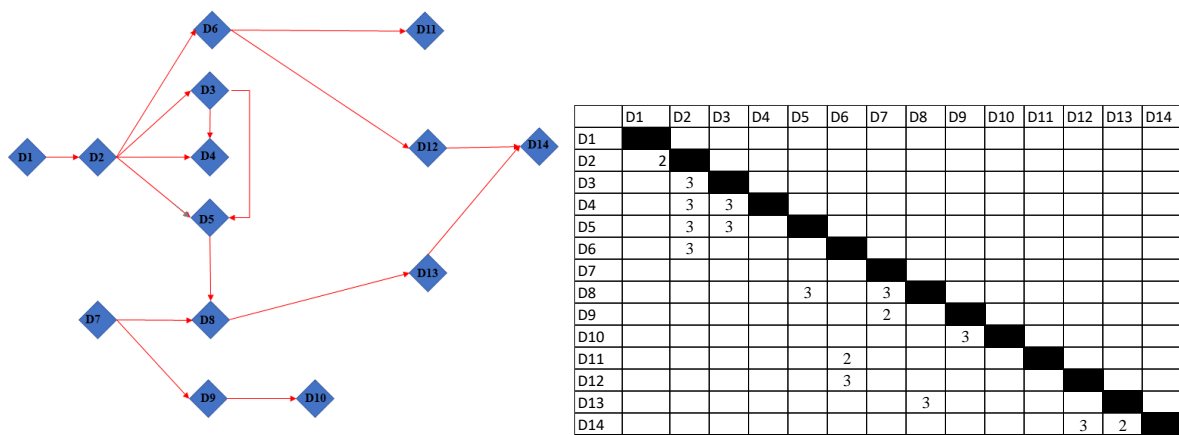 D6
D11
D3
D1
D2
D4
D12
D14
D5
D13
D7
D8
D9
D10
D1 D2 D3 D4 D5 D6 D7 D8 D9 D10 D11 D12 D13 D14
D1
D2 2
D3 3
D4 3 3
D5 3 3
D6 3
D7
D8 3 3
D9 2
D10 3
D11 2
D12 3
D13 3
D14 3 2